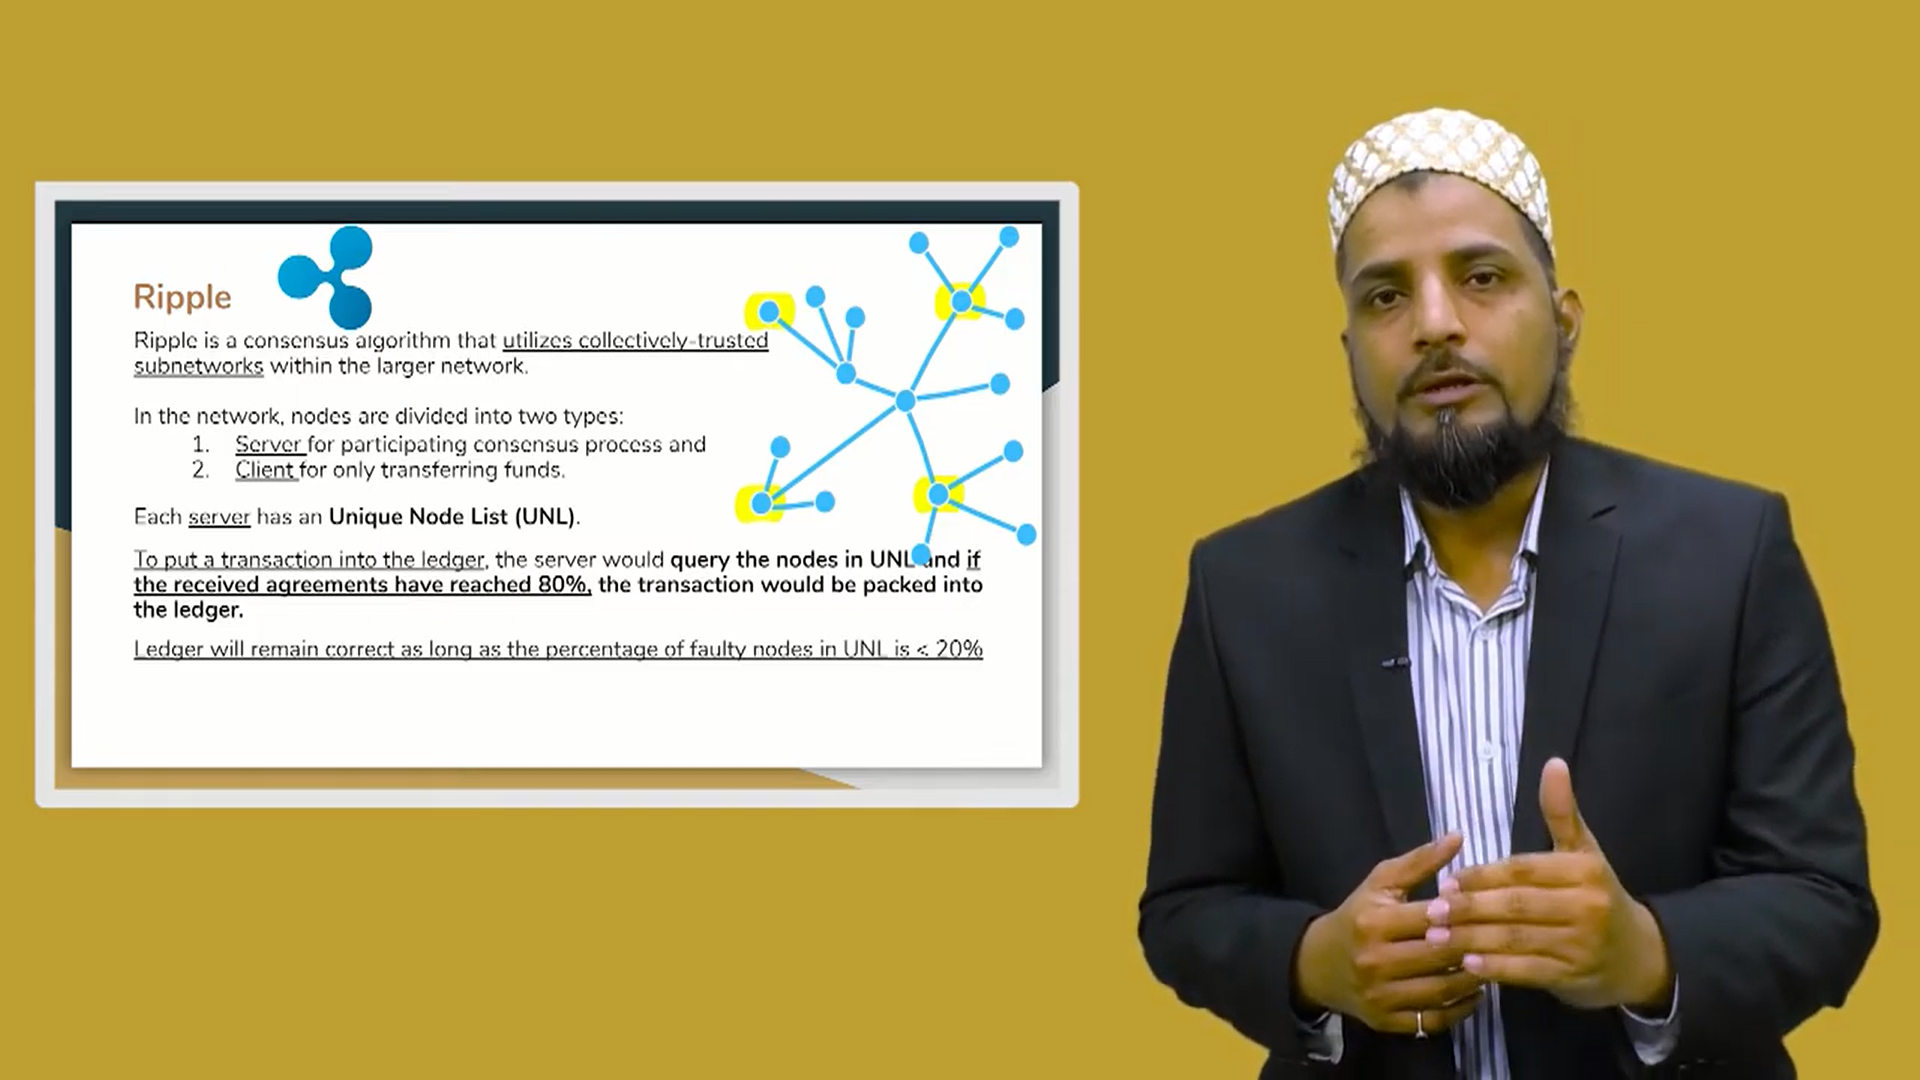 Ripple
Ripple is a consensus algorithm that utilizes collectively-trusted
subnetworks within the larger network.
In the network, nodes are divided into two types:
1. Server for participating consensus process and
2. Client for only transferring funds.
Each server has an Unique Node List (UNL).
To put a transaction into the ledger, the server would query the nodes in UNL and if
the received agreements have reached 80%, the transaction would be packed into
the ledger.
Ledger will remain correct as long as the percentage of faulty nodes in UNL is < 20%